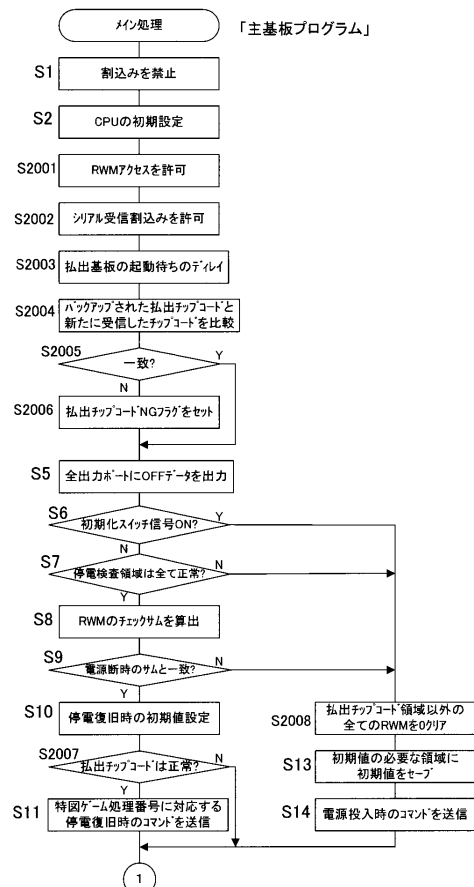 メイン処理
「主基板プログラム」
S1
割込みを禁止
S2
CPUの初期設定
S2001
RWMアクセスを許可
S2002
シリアル受信割込みを許可
S2003
払出基板の起動待ちのディレイ
S2004
バックアップされた払出チップコードと
新たに受信したチップコードを比較
S2005
一致?
Y
N
S2006
払出チップコードNGフラグをセット
S5
全出力ポートにOFFデータを出力
S6
初期化スイッチ信号ON?
Y
N
S7
停電検査領域は全て正常?
N
Y
S8
RWMのチェックサムを算出
S9
電源断時のサムと一致?
N
Y
S10
停電復旧時の初期値設定
S2007
払出チップコードは正常?
N
Y
S11
特図ゲーム処理番号に対応する
停電復旧時のコマンドを送信
S2008
払出チップコード領域以外の
全てのRWMを0クリア
S13
初期値の必要な領域に
初期値をセーブ
S14
電源投入時のコマンドを送信
1